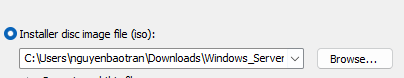 Installer disc image file (iso):
C:\Users\nguyenbaotran\Downloads\Windows_Server
Browse...